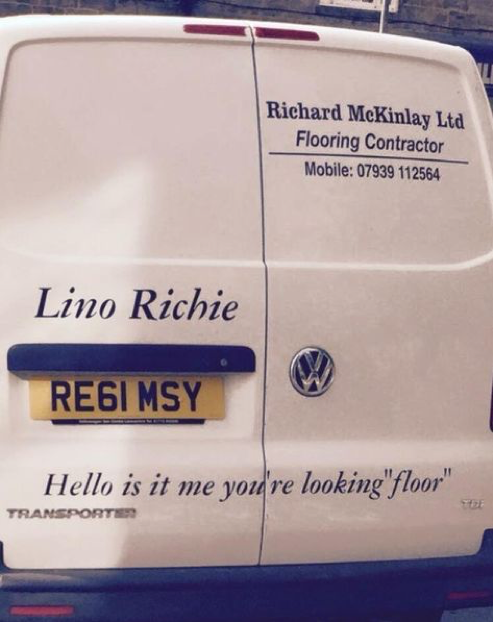 Richard McKinlay Ltd
Flooring Contractor
Mobile: 07939 112564
Lino Richie
RE61 MSY
Hello is it me you're looking"floor"
TRANSPORTER
TDI